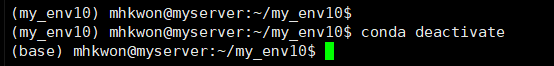 (my_env10) mhkwon@myserver:~/my_env10$
(my_env10) mhkwon@myserver:~/my_env10$ conda deactivate
(base) mhkwon@myserver:~/my_env10$